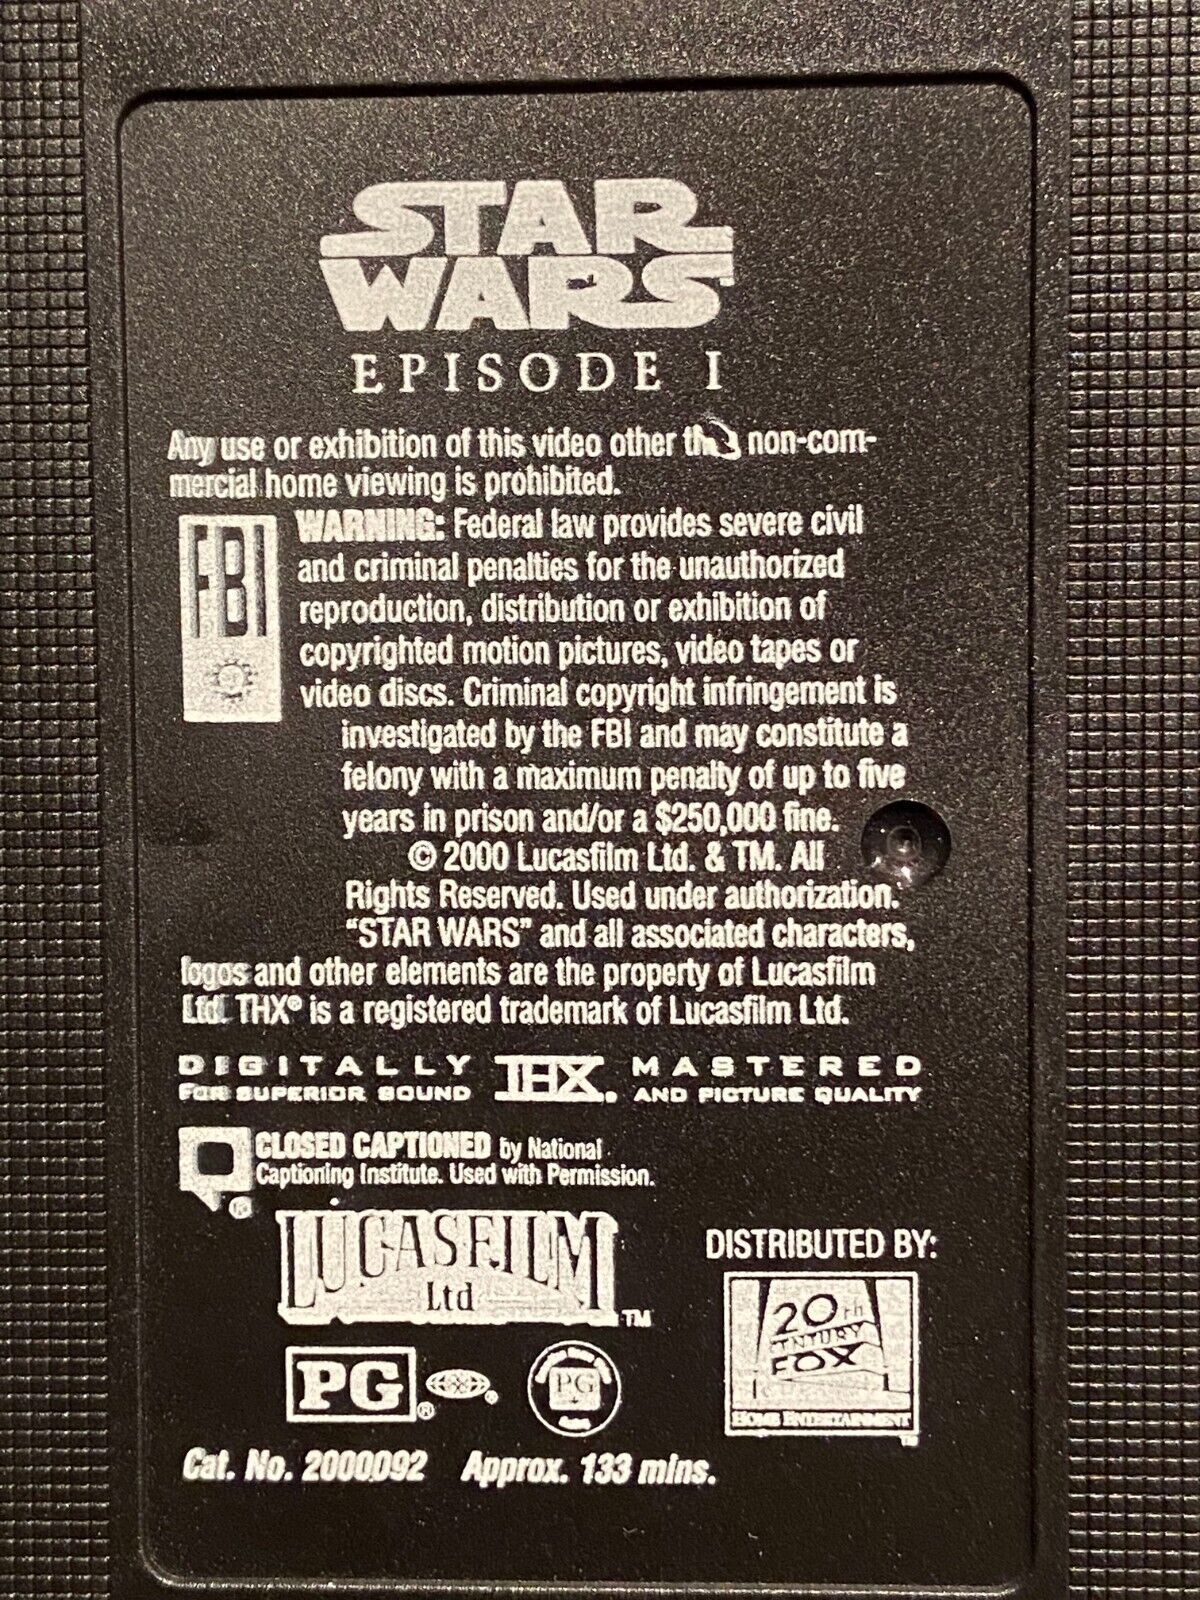 STAR
WARS
EPISODE I
Any use or exhibition of this video other non-com-
mercial home viewing is prohibited.
FBI
WARNING: Federal law provides severe civil
and criminal penalties for the unauthorized
reproduction, distribution or exhibition of
copyrighted motion pictures, video tapes or
video discs. Criminal copyright infringement is
investigated by the FBI and may constitute a
felony with a maximum penalty of up to five
years in prison and/or a $250,000 fine.
© 2000 Lucasfilm Ltd. & TM. All
Rights Reserved. Used under authorization.
“STAR WARS” and all associated characters,
logos and other elements are the property of Lucasfilm
Ltd. THX® is a registered trademark of Lucasfilm Ltd.
DIGITALLY THX MASTERED
FOR SUPERIOR SOUND AND PICTURE QUALITY
CLOSED CAPTIONED by National
Captioning Institute. Used with Permission.
®
LUCASFILM
Ltd
TM
DISTRIBUTED BY:
20th
CENTURY
FOX
HOME ENTERTAINMENT
PG ®
PG
Cat. No. 2000092 Approx. 133 mins.